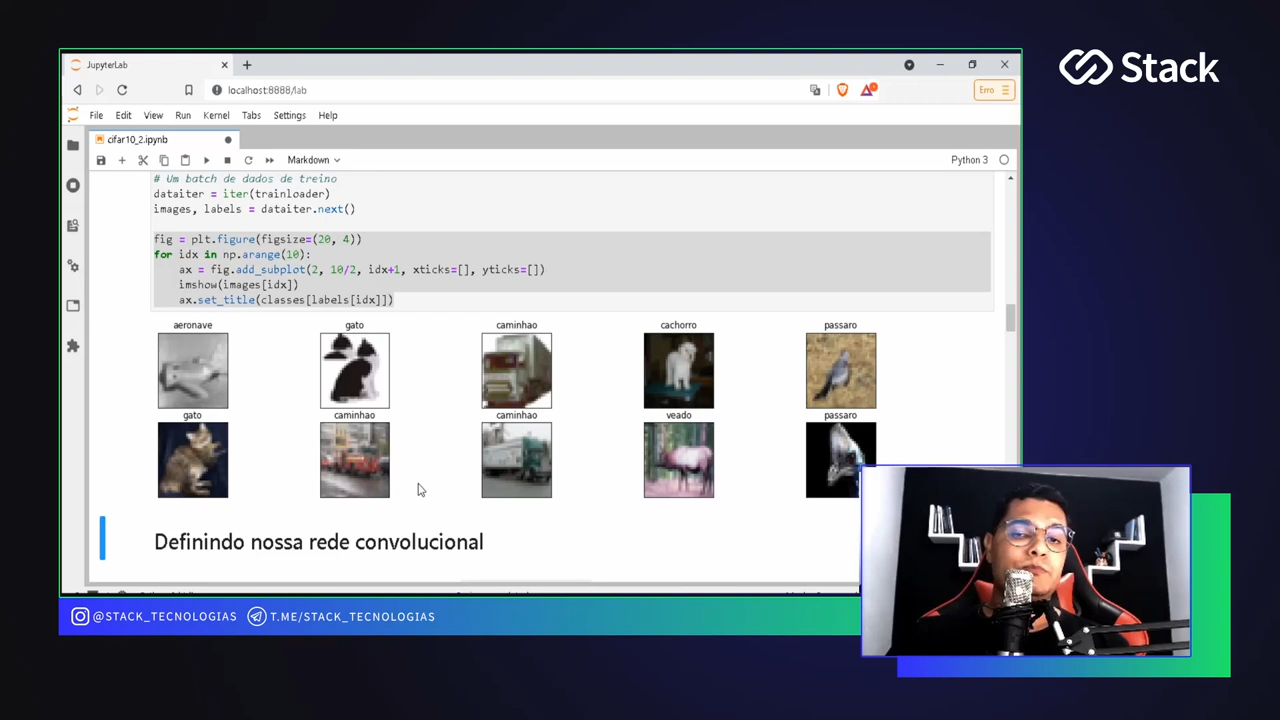 Stack
JupyterLab
localhost:8888/lab
Erro
File Edit View Run Kernel Tabs Settings Help
cifar10_2.ipynb
Markdown
Python 3
# Um batch de dados de treino
dataiter = iter(trainloader)
images, labels = dataiter.next()
fig = plt.figure(figsize=(20, 4))
for idx in np.arange(10):
    ax = fig.add_subplot(2, 10/2, idx+1, xticks=[], yticks=[])
    imshow(images[idx])
    ax.set_title(classes[labels[idx]])
aeronave gato caminhao cachorro passaro
gato caminhao caminhao veado passaro
Definindo nossa rede convolucional
@STACK_TECNOLOGIAS T.ME/STACK_TECNOLOGIAS